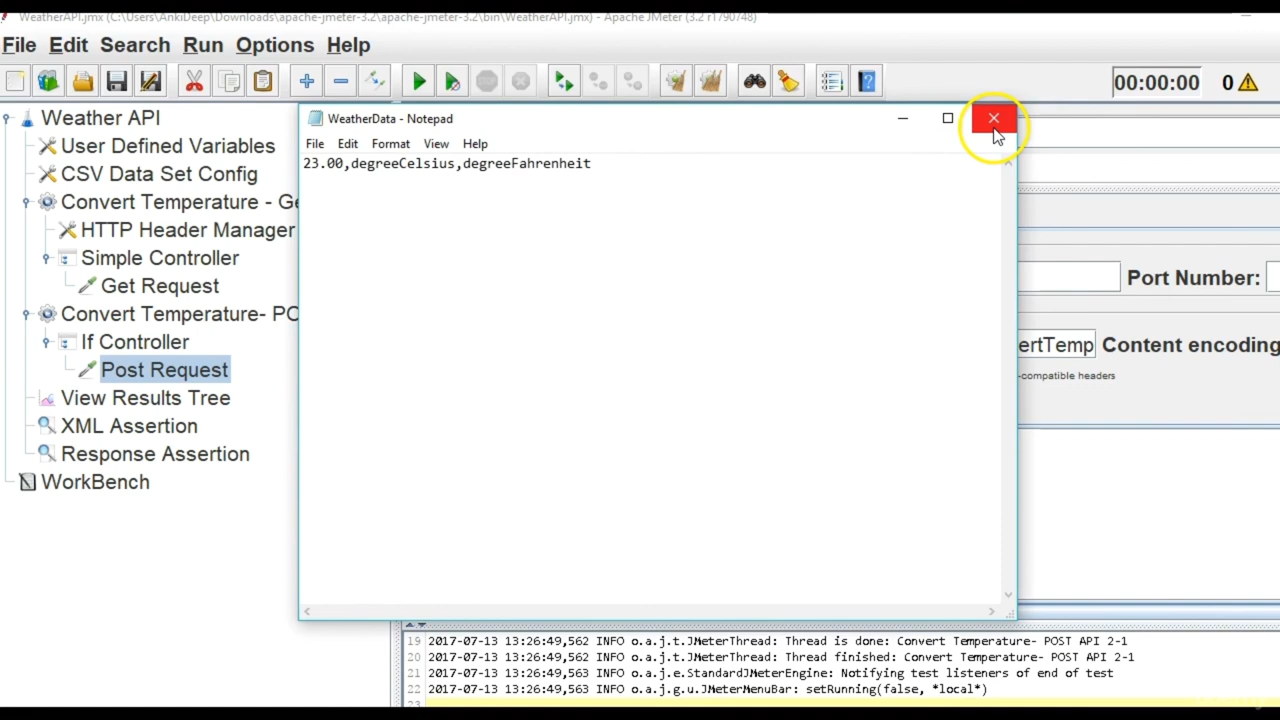 WeatherAPI.jmx (C:\Users\AnkiDeep\Downloads\apache-jmeter-3.2\apache-jmeter-3.2\bin\WeatherAPI.jmx) - Apache JMeter (3.2 r1790748)
File Edit Search Run Options Help
00:00:00 0
Weather API
User Defined Variables
CSV Data Set Config
Convert Temperature - Ge
HTTP Header Manager
Simple Controller
Get Request
Convert Temperature- PO
If Controller
Post Request
View Results Tree
XML Assertion
Response Assertion
WorkBench
WeatherData - Notepad
File Edit Format View Help
23.00,degreeCelsius,degreeFahrenheit
Port Number:
ertTemp Content encoding
-compatible headers
19 2017-07-13 13:26:49,562 INFO o.a.j.t.JMeterThread: Thread is done: Convert Temperature- POST API 2-1
20 2017-07-13 13:26:49,562 INFO o.a.j.t.JMeterThread: Thread finished: Convert Temperature- POST API 2-1
21 2017-07-13 13:26:49,563 INFO o.a.j.e.StandardJMeterEngine: Notifying test listeners of end of test
22 2017-07-13 13:26:49,563 INFO o.a.j.g.u.JMeterMenuBar: setRunning(false, *local*)
23